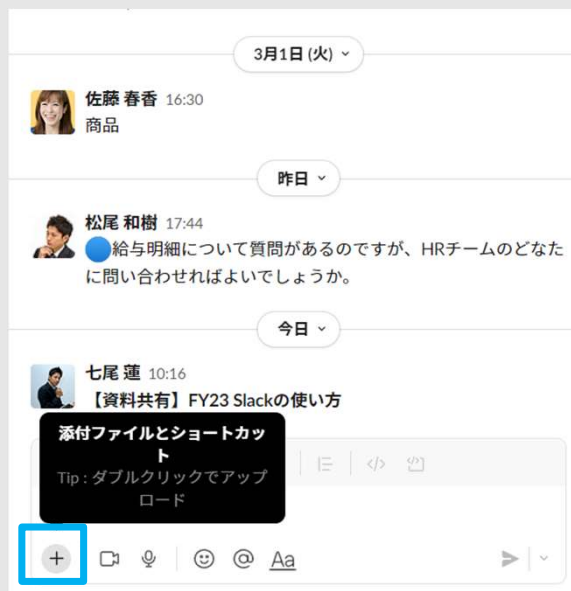 3月1日 (火)
佐藤 春香 16:30
商品
昨日
松尾 和樹 17:44
給与明細について質問があるのですが、HRチームのどなた
に問い合わせればよいでしょうか。
今日
七尾 蓮 10:16
【資料共有】FY23 Slackの使い方
添付ファイルとショートカッ
ト
Tip : ダブルクリックでアップ
ロード
Aa